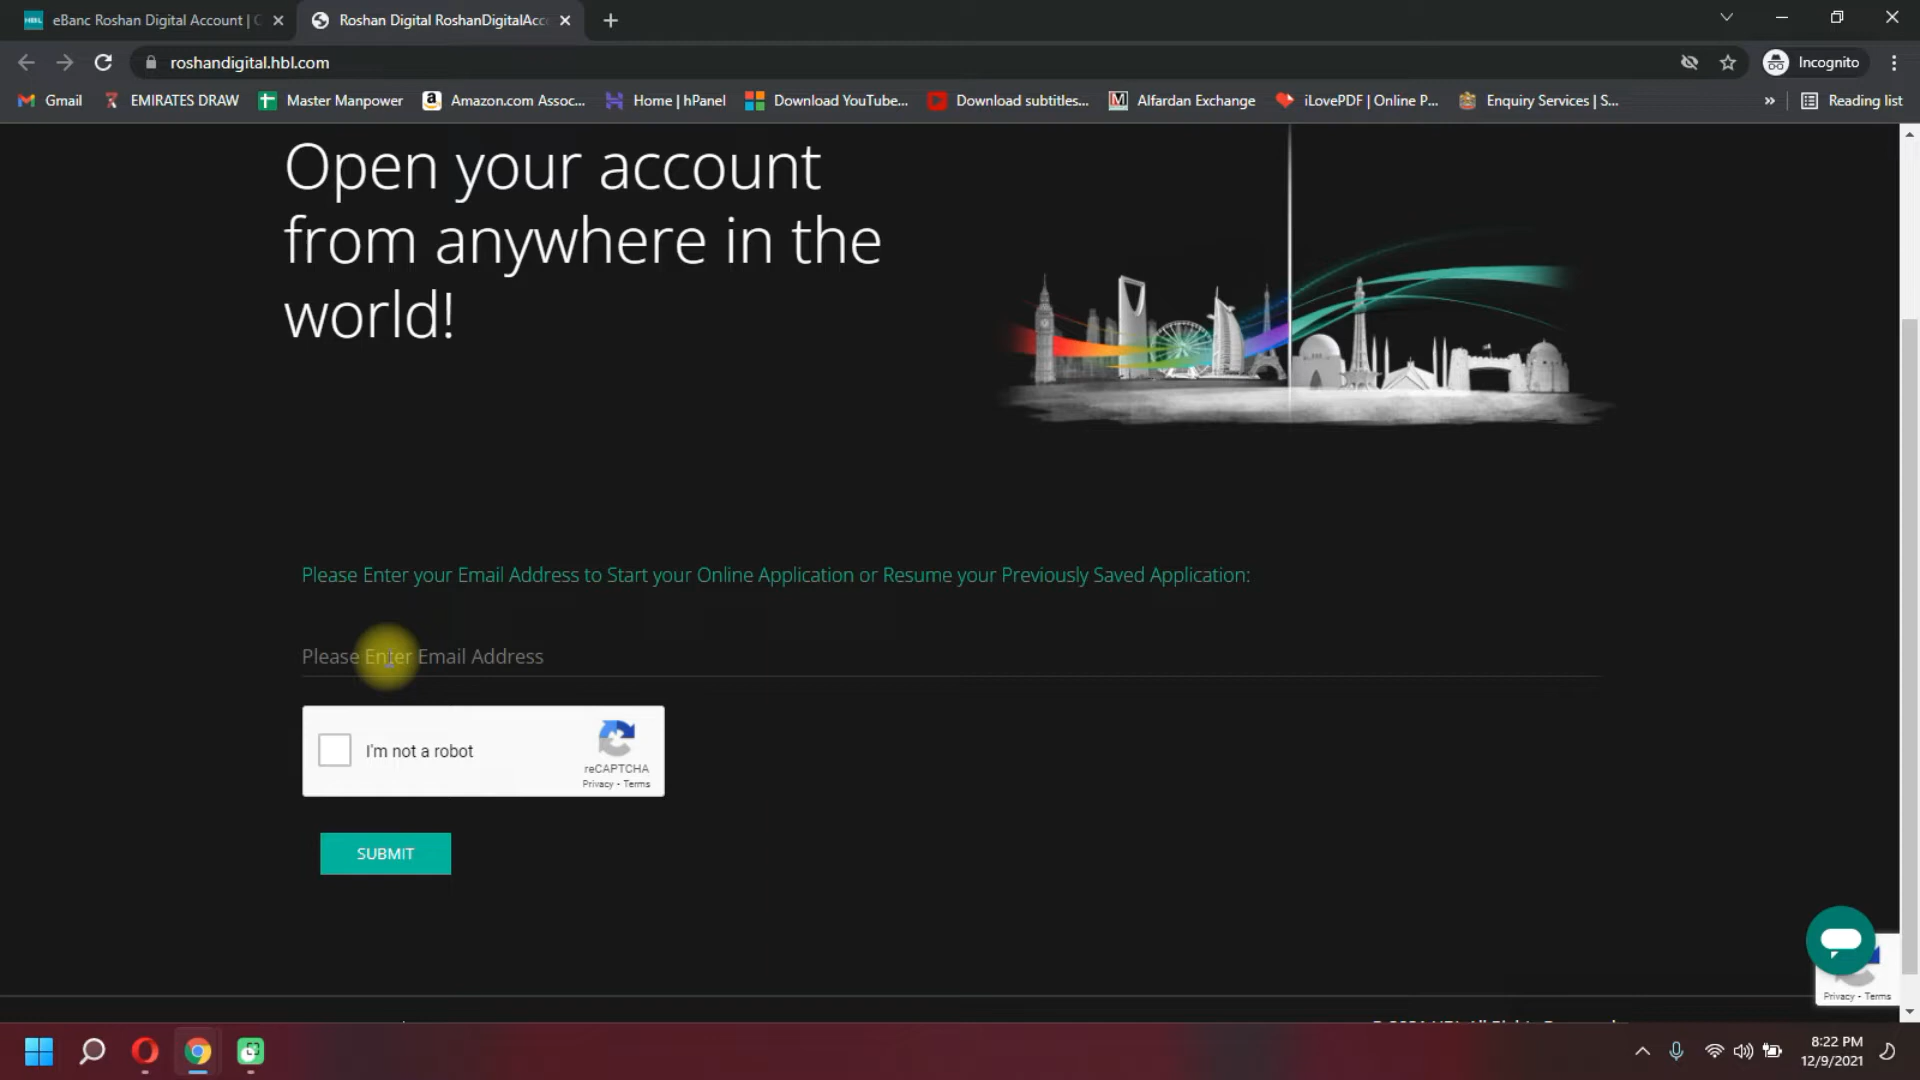 HBL eBanc Roshan Digital Account |
Roshan Digital RoshanDigitalAcc
roshandigital.hbl.com
Incognito
Gmail
EMIRATES DRAW
Master Manpower
Amazon.com Assoc...
Home | hPanel
Download YouTube...
Download subtitles...
Alfardan Exchange
iLovePDF | Online P...
Enquiry Services | S...
»
Reading list
Open your account
from anywhere in the
world!
Please Enter your Email Address to Start your Online Application or Resume your Previously Saved Application:
Please Enter Email Address
I'm not a robot
reCAPTCHA
Privacy - Terms
SUBMIT
Privacy - Terms
8:22 PM
12/9/2021